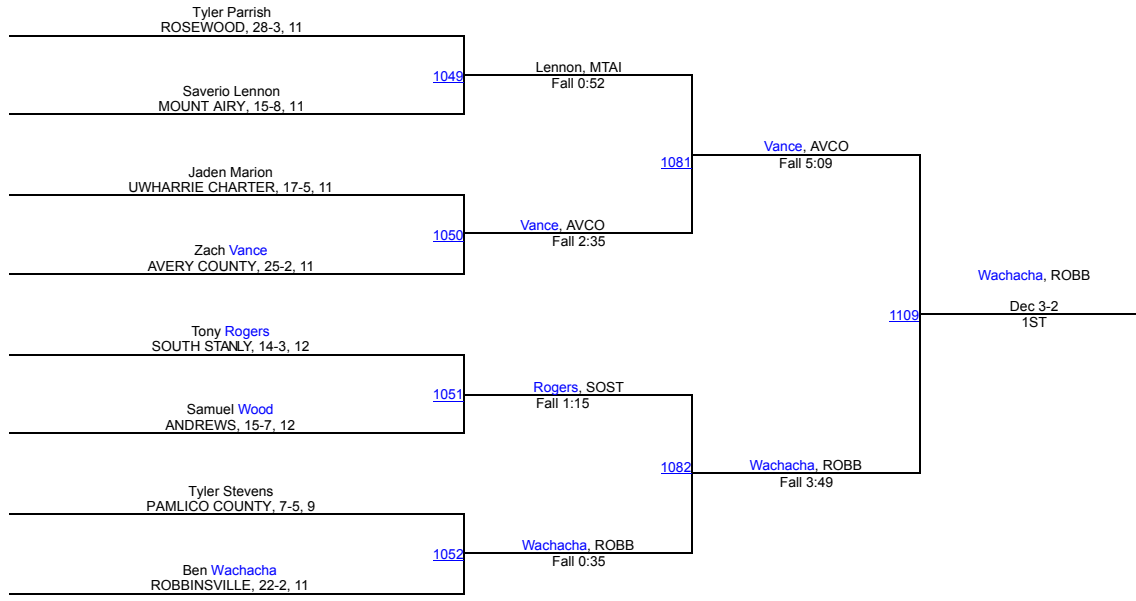 Tyler Parrish
ROSEWOOD, 28-3, 11
1049
Saverio Lennon
MOUNT AIRY, 15-8, 11
Lennon, MTAI
Fall 0:52
Jaden Marion
UWHARRIE CHARTER, 17-5, 11
1050
Zach Vance
AVERY COUNTY, 25-2, 11
Vance, AVCO
Fall 2:35
1081
Vance, AVCO
Fall 5:09
Tony Rogers
SOUTH STANLY, 14-3, 12
1051
Samuel Wood
ANDREWS, 15-7, 12
Rogers, SOST
Fall 1:15
Tyler Stevens
PAMLICO COUNTY, 7-5, 9
1052
Ben Wachacha
ROBBINSVILLE, 22-2, 11
Wachacha, ROBB
Fall 0:35
1082
Wachacha, ROBB
Fall 3:49
1109
Wachacha, ROBB
Dec 3-2
1ST